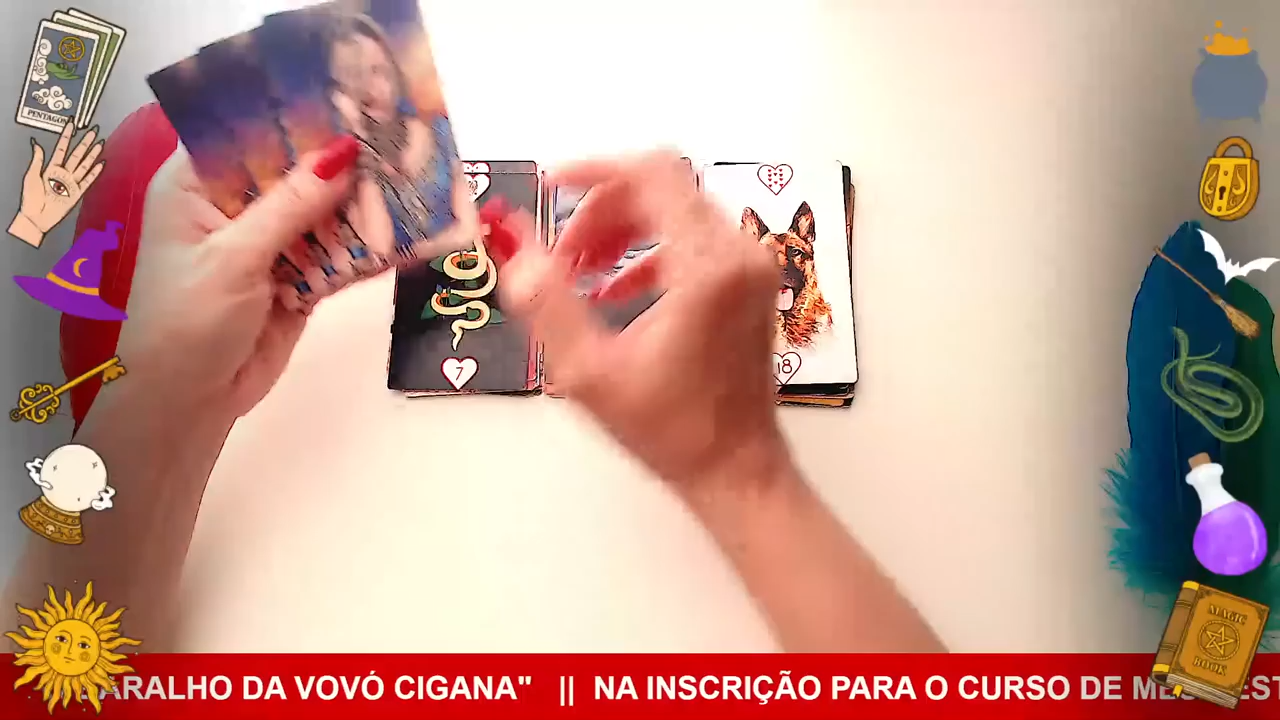 PENTAGON
7
18
MAGIC
BOOK
ARALHO DA VOVÓ CIGANA" || NA INSCRIÇÃO PARA O CURSO DE